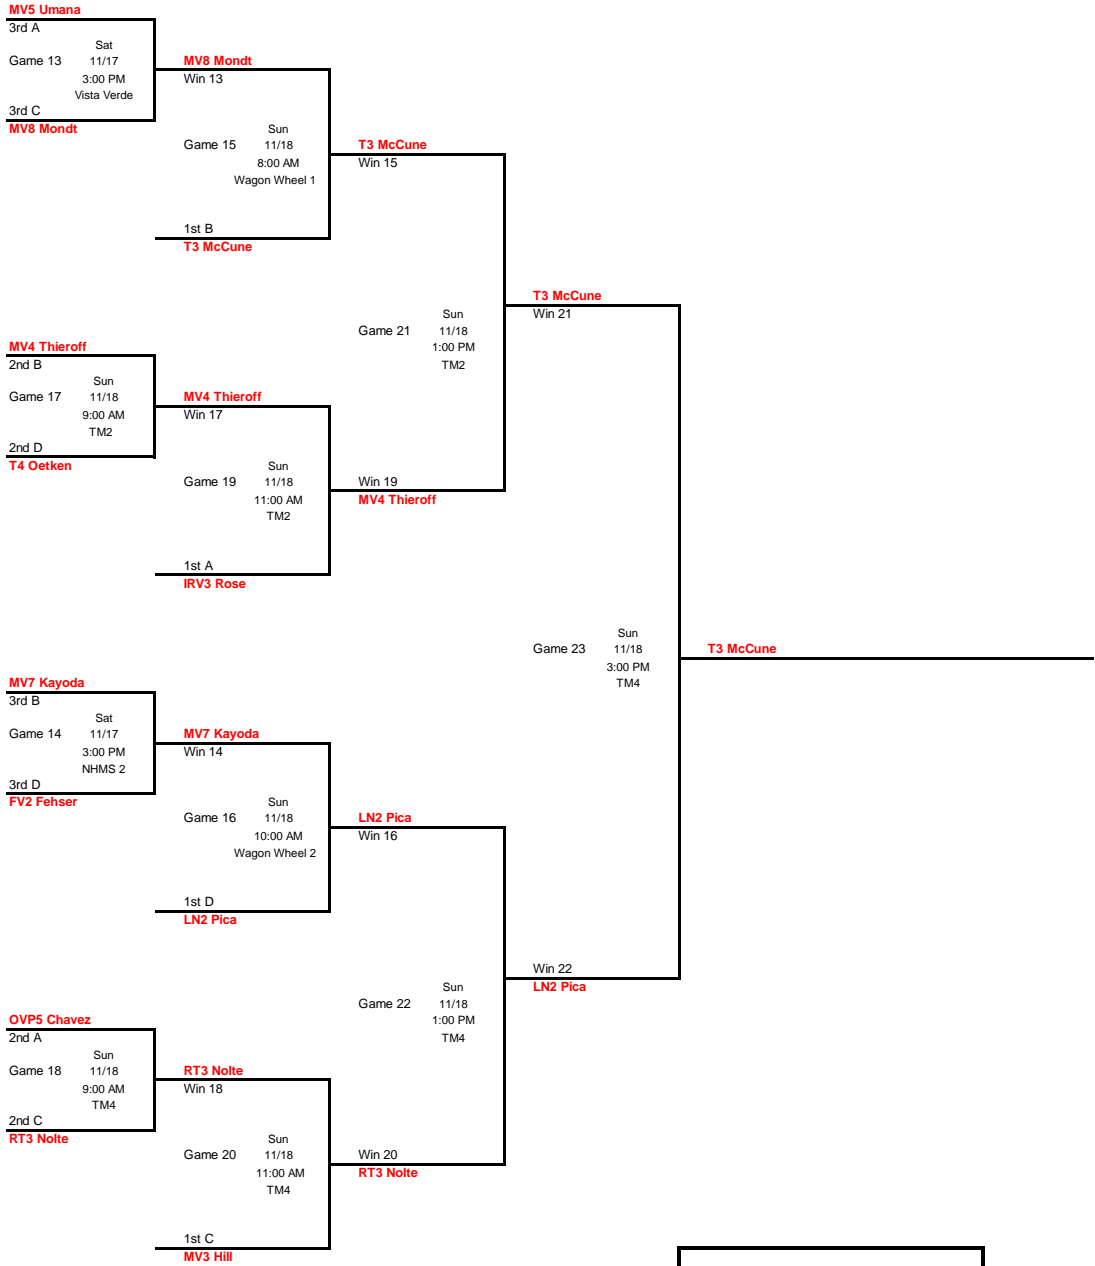 MV5 Umana
3rd A
Sat
Game 13
11/17
3:00 PM
Vista Verde
3rd C
MV8 Mondt
MV8 Mondt
Win 13
Sun
Game 15
11/18
8:00 AM
Wagon Wheel 1
1st B
T3 McCune
T3 McCune
Win 15
MV4 Thieroff
2nd B
Sun
Game 17
11/18
9:00 AM
TM2
2nd D
T4 Oetken
MV4 Thieroff
Win 17
Sun
Game 19
11/18
11:00 AM
TM2
1st A
IRV3 Rose
Win 19
MV4 Thieroff
Sun
Game 21
11/18
1:00 PM
TM2
T3 McCune
Win 21
Sun
Game 23
11/18
3:00 PM
TM4
T3 McCune
MV7 Kayoda
3rd B
Sat
Game 14
11/17
3:00 PM
NHMS 2
3rd D
FV2 Fehser
MV7 Kayoda
Win 14
Sun
Game 16
11/18
10:00 AM
Wagon Wheel 2
1st D
LN2 Pica
LN2 Pica
Win 16
Sun
Game 22
11/18
1:00 PM
TM4
Win 22
LN2 Pica
OVP5 Chavez
2nd A
Sun
Game 18
11/18
9:00 AM
TM4
2nd C
RT3 Nolte
RT3 Nolte
Win 18
Sun
Game 20
11/18
11:00 AM
TM4
Win 20
RT3 Nolte
1st C
MV3 Hill